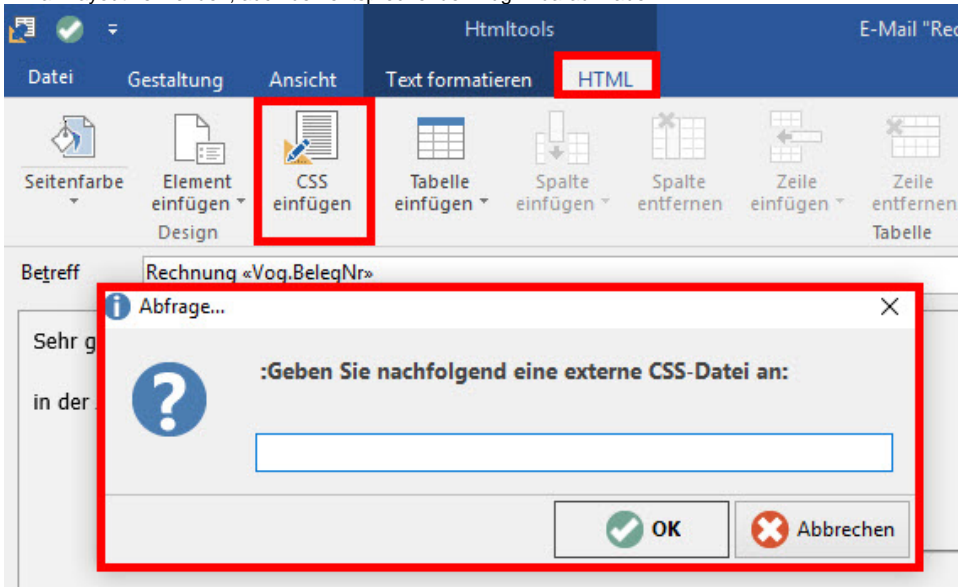 Htmltools
E-Mail "Rec
Datei Gestaltung Ansicht Text formatieren HTML
Seitenfarbe
Element einfügen
CSS einfügen
Tabelle einfügen
Spalte einfügen
Spalte entfernen
Zeile einfügen
Zeile entfernen
Design
Tabelle
Betreff Rechnung «Vog.BelegNr»
Abfrage...
Sehr g
:Geben Sie nachfolgend eine externe CSS-Datei an:
in der
OK Abbrechen